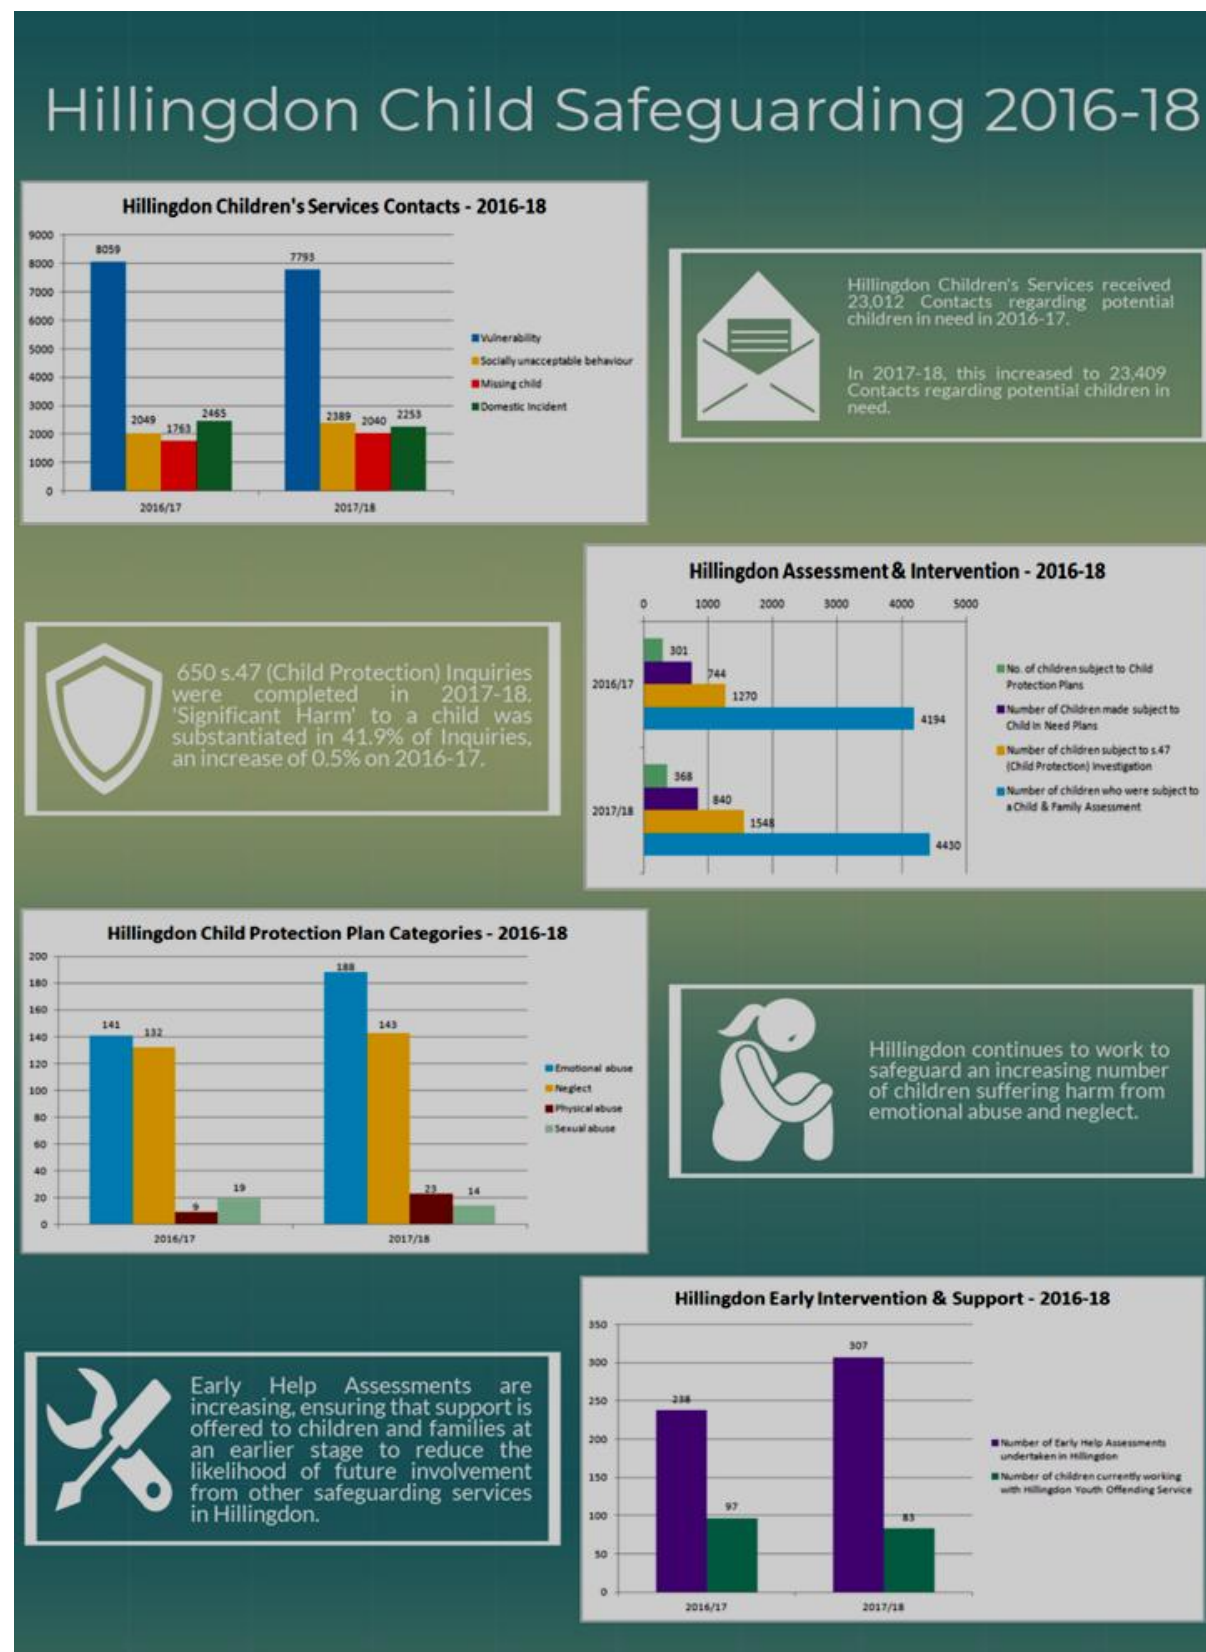 Hillingdon Child Safeguarding 2016-18
Hillingdon Children's Services Contacts - 2016-18
9000
8000
7000
6000
5000
4000
3000
2000
1000
0
8059
2049
1763
2465
7793
2389
2040
2253
2016/17
2017/18
Vulnerability
Socially unacceptable behaviour
Missing child
Domestic Incident
Hillingdon Children's Services received
23,012 Contacts regarding potential
children in need in 2016-17.
In 2017-18, this increased to 23,409
Contacts regarding potential children in
need.
650 s.47 (Child Protection) Inquiries
were completed in 2017-18.
'Significant Harm' to a child was
substantiated in 41.9% of Inquiries,
an increase of 0.5% on 2016-17.
Hillingdon Assessment & Intervention - 2016-18
0 1000 2000 3000 4000 5000
2016/17
301
744
1270
4194
2017/18
368
840
1548
4430
No. of children subject to Child
Protection Plans
Number of Children made subject to
Child In Need Plans
Number of children subject to s.47
(Child Protection) Investigation
Number of children who were subject to
a Child & Family Assessment
Hillingdon Child Protection Plan Categories - 2016-18
200
180
160
140
120
100
80
60
40
20
0
141
132
9
19
188
143
23
14
2016/17
2017/18
Emotional abuse
Neglect
Physical abuse
Sexual abuse
Hillingdon continues to work to
safeguard an increasing number
of children suffering harm from
emotional abuse and neglect.
Early Help Assessments are
increasing, ensuring that support is
offered to children and families at
an earlier stage to reduce the
likelihood of future involvement
from other safeguarding services
in Hillingdon.
Hillingdon Early Intervention & Support - 2016-18
350
300
250
200
150
100
50
0
238
97
307
83
2016/17
2017/18
Number of Early Help Assessments
undertaken in Hillingdon
Number of children currently working
with Hillingdon Youth Offending Service